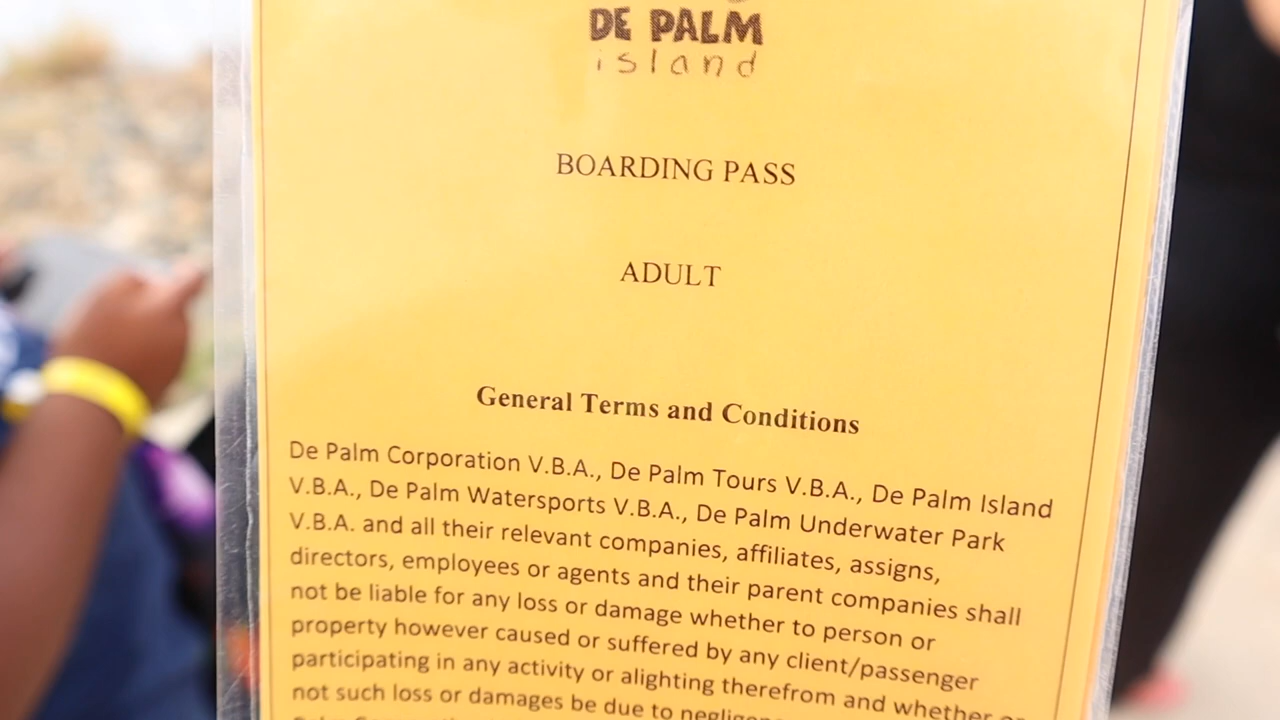 DE PALM
island
BOARDING PASS
ADULT
General Terms and Conditions
De Palm Corporation V.B.A., De Palm Tours V.B.A., De Palm Island
V.B.A., De Palm Watersports V.B.A., De Palm Underwater Park
V.B.A. and all their relevant companies, affiliates, assigns,
directors, employees or agents and their parent companies shall
not be liable for any loss or damage whether to person or
property however caused or suffered by any client/passenger
participating in any activity or alighting therefrom and whether or
not such loss or damages be due to